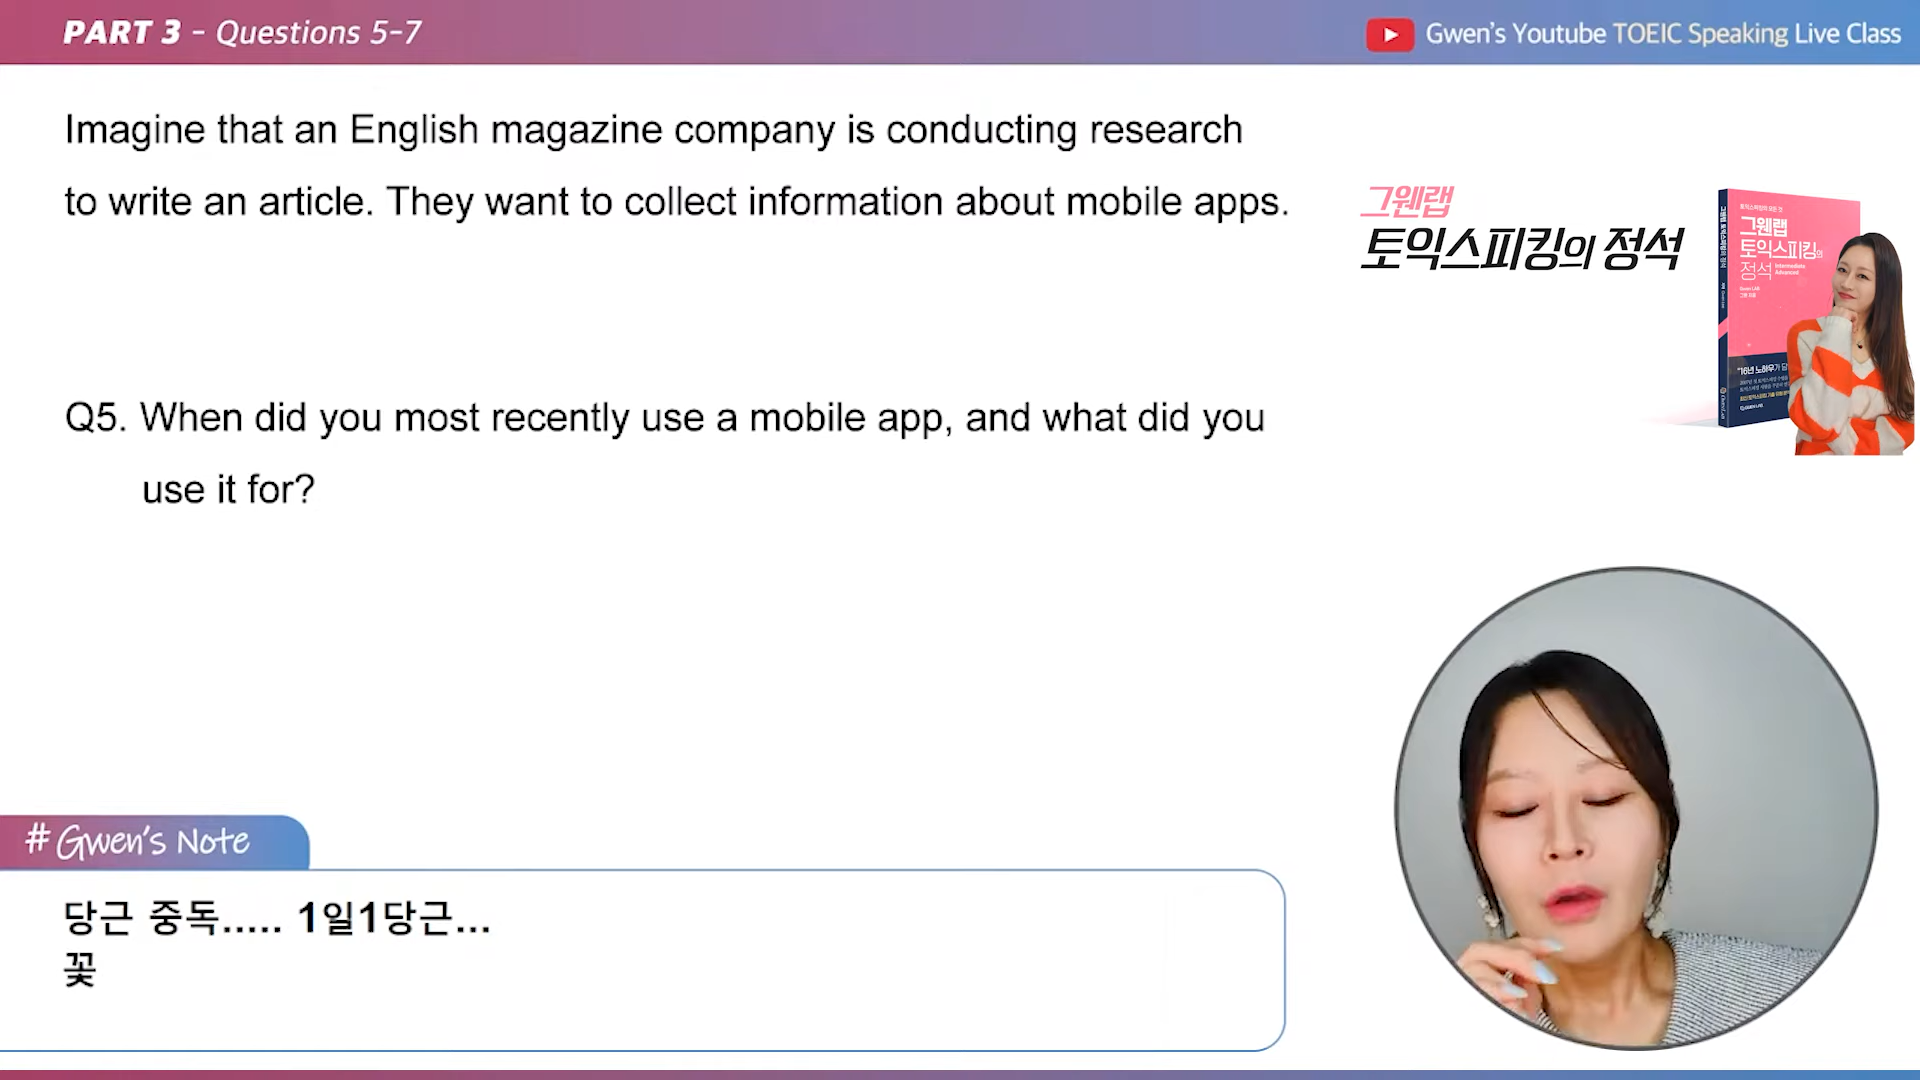 PART 3 - Questions 5-7
Gwen's Youtube TOEIC Speaking Live Class
Imagine that an English magazine company is conducting research
to write an article. They want to collect information about mobile apps.
그웬랩
토익스피킹의 정석
그웬랩
토익스피킹의
정석
Intermediate
Advanced
Q5. When did you most recently use a mobile app, and what did you
use it for?
# Gwen's Note
당근 중독..... 1일1당근...
꽃